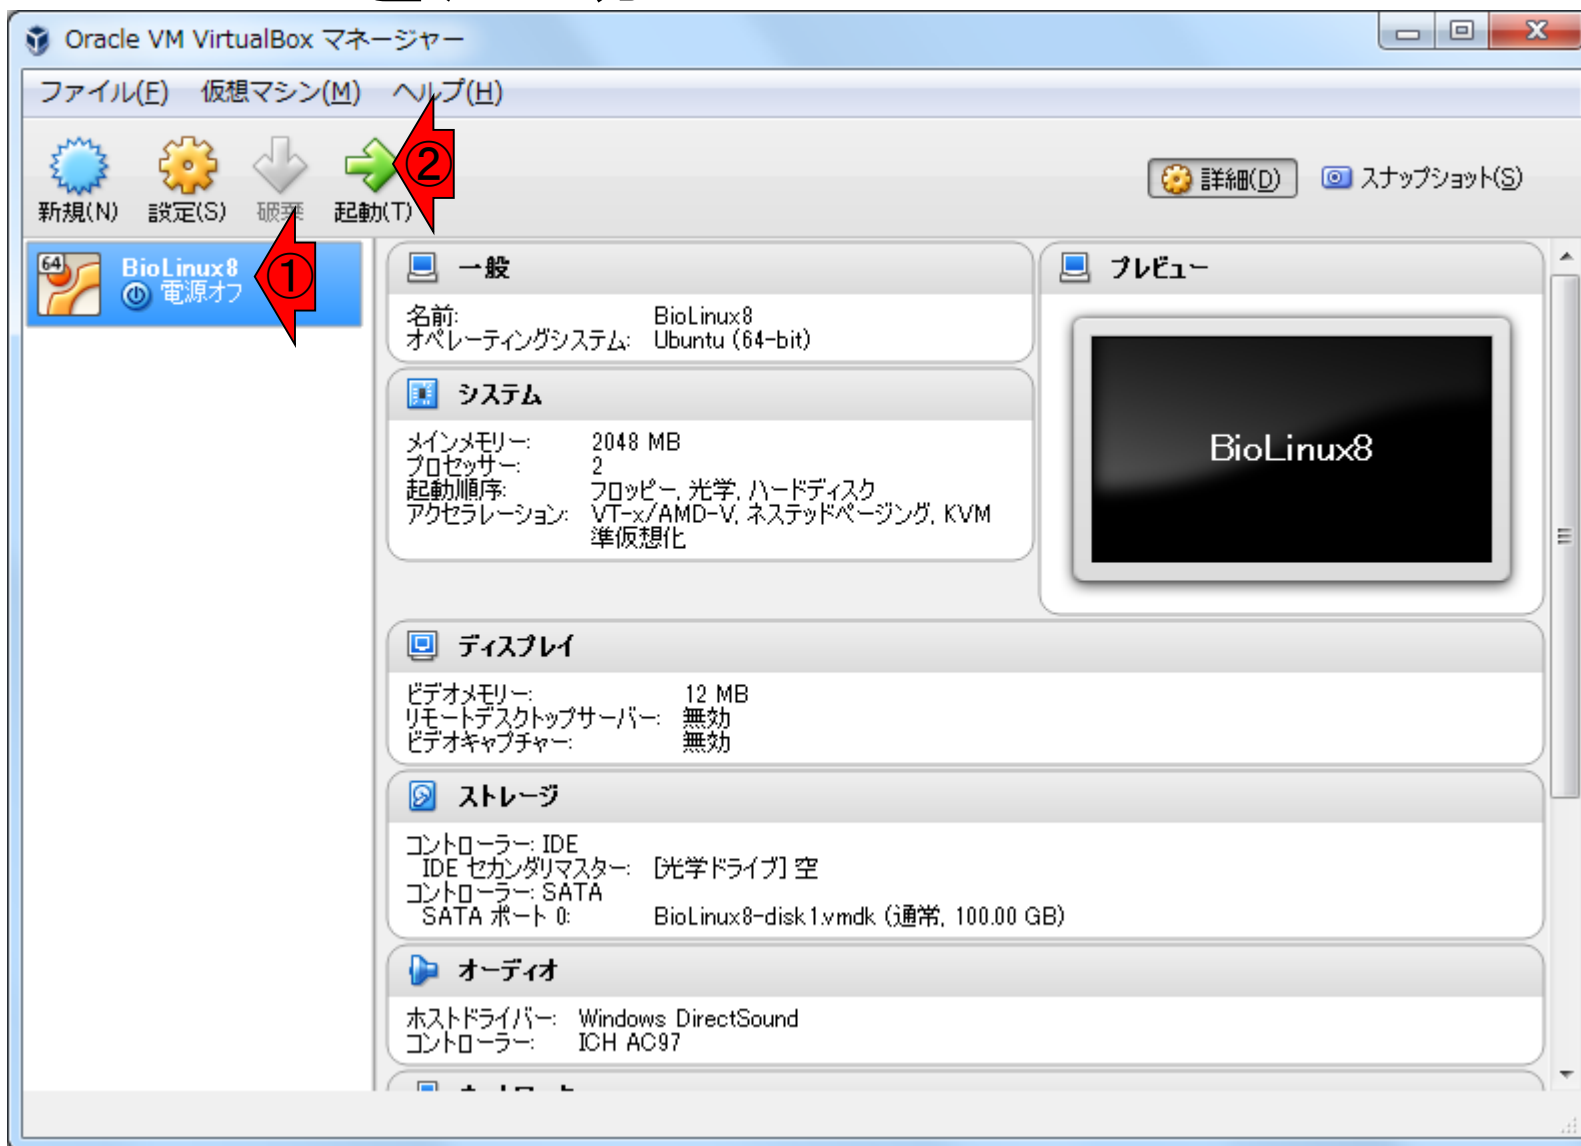 Oracle VM VirtualBox マネージャー
ファイル(F) 仮想マシン(M) ヘルプ(H)
新規(N) 設定(S) 破棄 起動(T)
②
詳細(D) スナップショット(S)
64
BioLinux8
電源オフ
①
一般
名前: BioLinux8
オペレーティングシステム: Ubuntu (64-bit)
プレビュー
BioLinux8
システム
メインメモリー: 2048 MB
プロセッサー: 2
起動順序: フロッピー, 光学, ハードディスク
アクセラレーション: VT-x/AMD-V, ネステッドページング, KVM
準仮想化
ディスプレイ
ビデオメモリー: 12 MB
リモートデスクトップサーバー: 無効
ビデオキャプチャー: 無効
ストレージ
コントローラー: IDE
IDE セカンダリマスター: [光学ドライブ] 空
コントローラー: SATA
SATA ポート 0: BioLinux8-disk1.vmdk (通常, 100.00 GB)
オーディオ
ホストドライバー: Windows DirectSound
コントローラー: ICH AC97